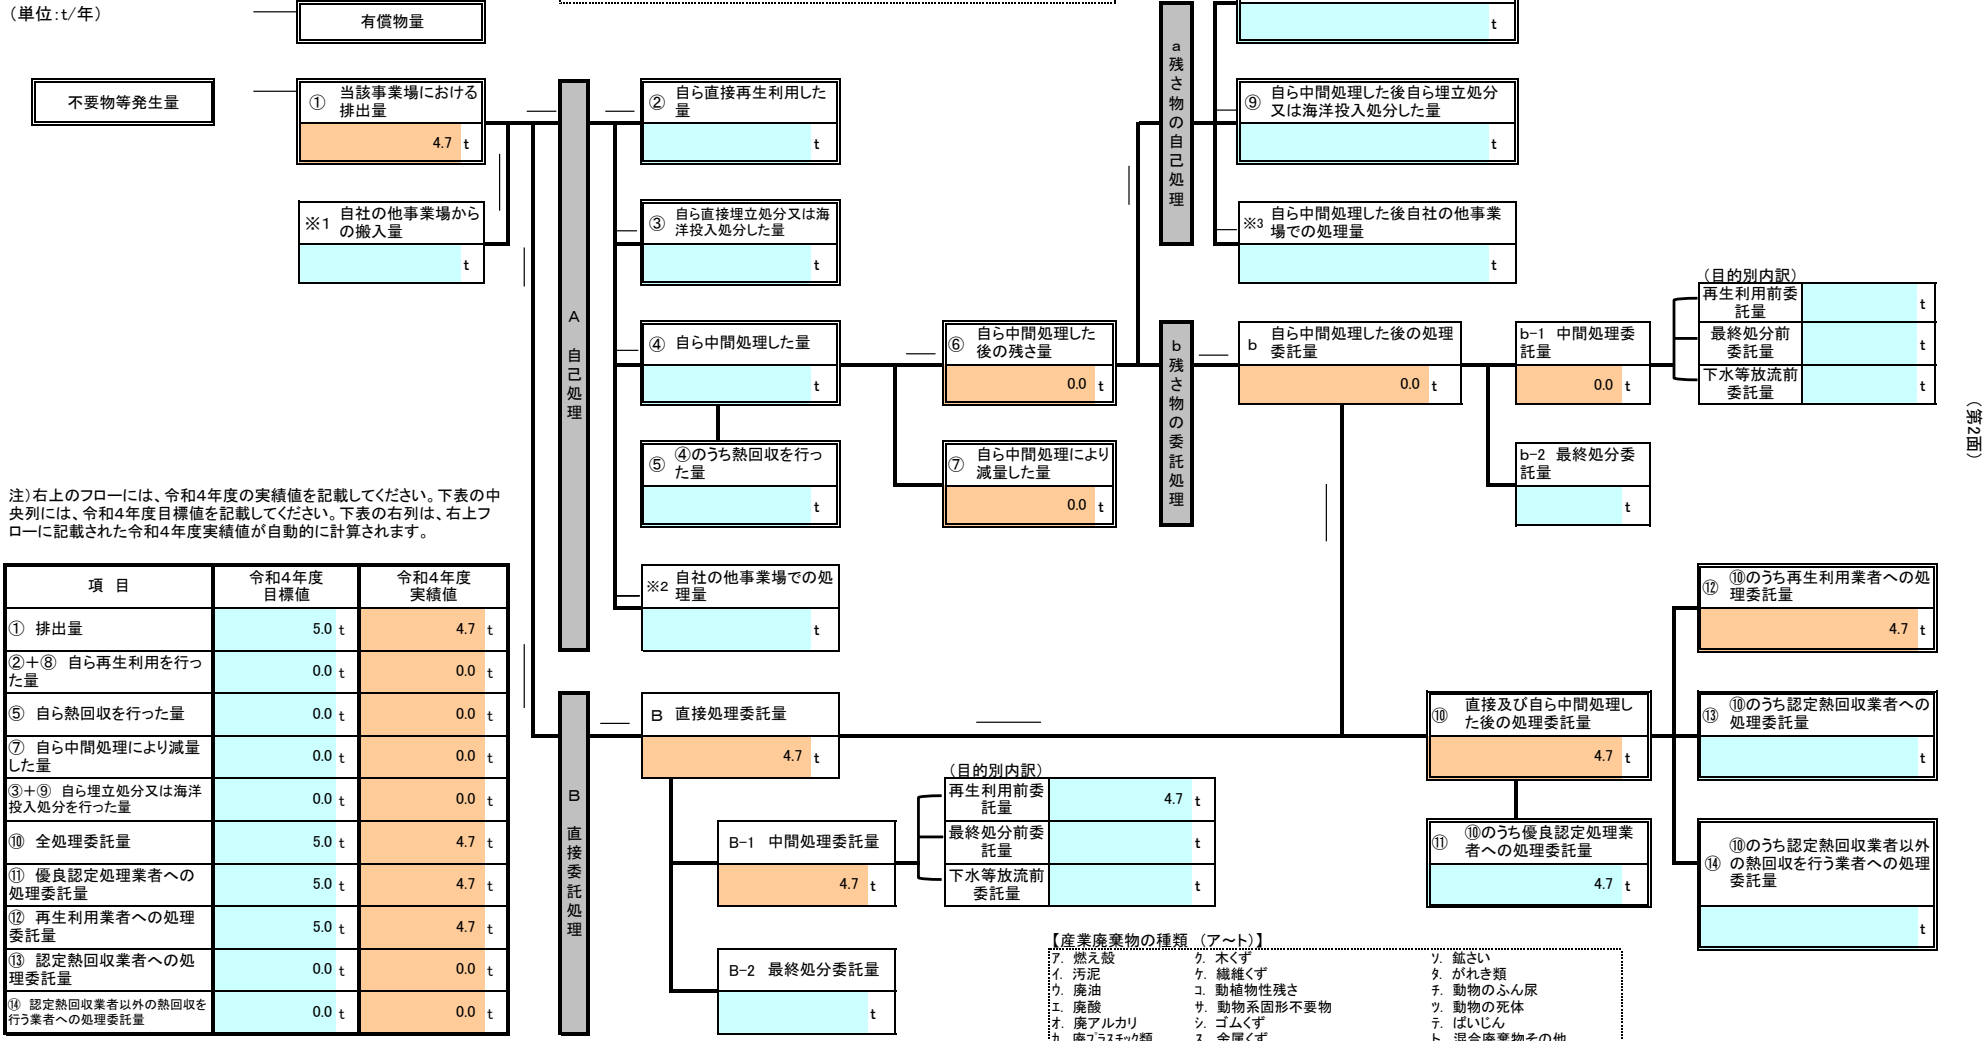 (単位:t/年)
有償物量
t
不要物等発生量
① 当該事業場における
排出量
4.7 t
※1 自社の他事業場から
の搬入量
t
A 自己処理
② 自ら直接再生利用した
量
t
③ 自ら直接埋立処分又は海
洋投入処分した量
t
④ 自ら中間処理した量
t
⑤ ④のうち熱回収を行っ
た量
t
※2 自社の他事業場での処
理量
t
⑥ 自ら中間処理した
後の残さ量
0.0 t
⑦ 自ら中間処理により
減量した量
0.0 t
a 残さ物の自己処理
⑨ 自ら中間処理した後自ら埋立処分
又は海洋投入処分した量
t
※3 自ら中間処理した後自社の他事業
場での処理量
t
b 残さ物の委託処理
b 自ら中間処理した後の処理
委託量
0.0 t
b-1 中間処理委
託量
0.0 t
b-2 最終処分委
託量
t
(目的別内訳)
再生利用前委
託量
t
最終処分前
委託量
t
下水等放流前
委託量
t
(第2面)
注)右上のフローには、令和4年度の実績値を記載してください。下表の中
央列には、令和4年度目標値を記載してください。下表の右列は、右上フ
ローに記載された令和4年度実績値が自動的に計算されます。
項 目 令和4年度
目標値 令和4年度
実績値
① 排出量 5.0 t 4.7 t
②+⑧ 自ら再生利用を行っ
た量 0.0 t 0.0 t
⑤ 自ら熱回収を行った量 0.0 t 0.0 t
⑦ 自ら中間処理により減量
した量 0.0 t 0.0 t
③+⑨ 自ら埋立処分又は海洋
投入処分を行った量 0.0 t 0.0 t
⑩ 全処理委託量 5.0 t 4.7 t
⑪ 優良認定処理業者への
処理委託量 5.0 t 4.7 t
⑫ 再生利用業者への処理
委託量 5.0 t 4.7 t
⑬ 認定熱回収業者への処
理委託量 0.0 t 0.0 t
⑭ 認定熱回収業者以外の熱回収を
行う業者への処理委託量 0.0 t 0.0 t
B 直接委託処理
B 直接処理委託量
4.7 t
B-1 中間処理委託量
4.7 t
B-2 最終処分委託量
t
(目的別内訳)
再生利用前委
託量
4.7 t
最終処分前委
託量
t
下水等放流前
委託量
t
⑩ 直接及び自ら中間処理し
た後の処理委託量
4.7 t
⑪ ⑩のうち優良認定処理業
者への処理委託量
4.7 t
⑫ ⑩のうち再生利用業者への処
理委託量
4.7 t
⑬ ⑩のうち認定熱回収業者への
処理委託量
t
⑭ ⑩のうち認定熱回収業者以外
の熱回収を行う業者への処理
委託量
t
【産業廃棄物の種類 (ア~ト)】
ア. 燃え殻 ク. 木くず ソ. 鉱さい
イ. 汚泥 ケ. 繊維くず タ. がれき類
ウ. 廃油 コ. 動植物性残さ チ. 動物のふん尿
エ. 廃酸 サ. 動物系固形不要物 ツ. 動物の死体
オ. 廃アルカリ シ. ゴムくず テ. ばいじん
カ. 廃プラスチック類 ス. 金属くず ト. 混合廃棄物その他